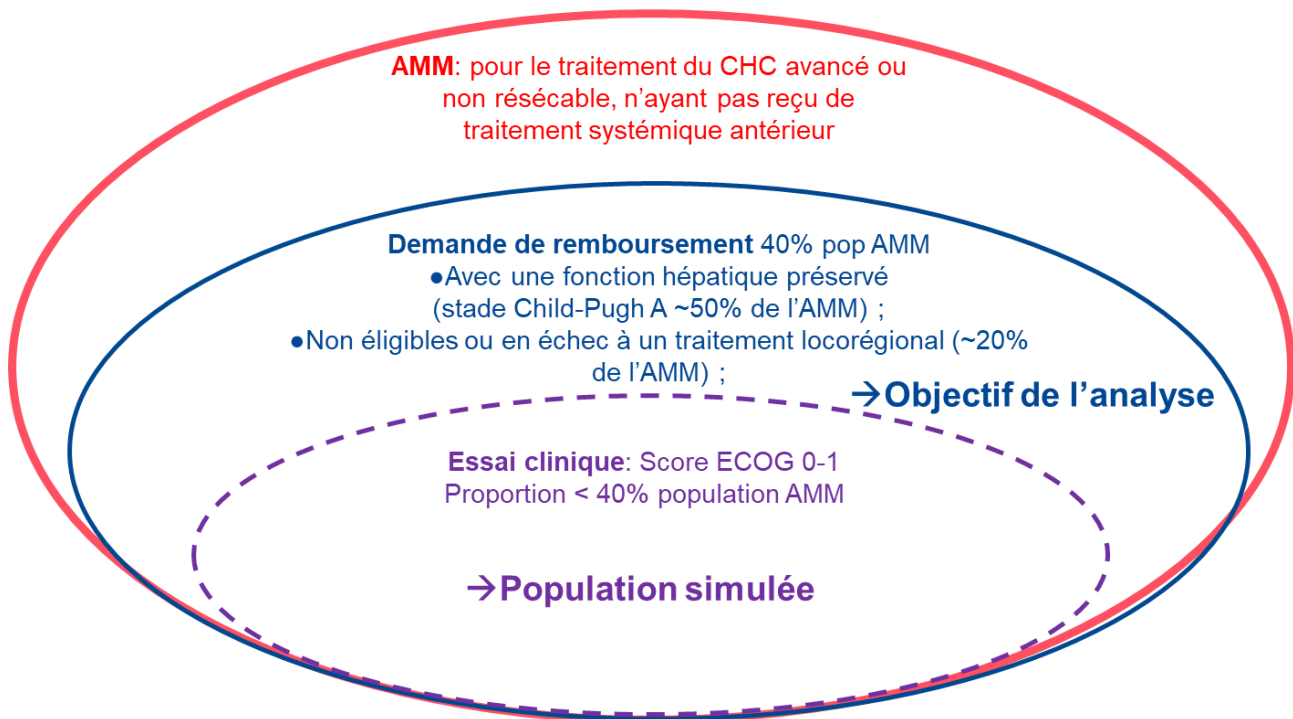 AMM: pour le traitement du CHC avancé ou
non résécable, n'ayant pas reçu de
traitement systémique antérieur
Demande de remboursement 40% pop AMM
●Avec une fonction hépatique préservé
(stade Child-Pugh A ~50% de l'AMM) ;
●Non éligibles ou en échec à un traitement locorégional (~20%
de l'AMM) ;
→Objectif de l'analyse
Essai clinique: Score ECOG 0-1
Proportion < 40% population AMM
→Population simulée